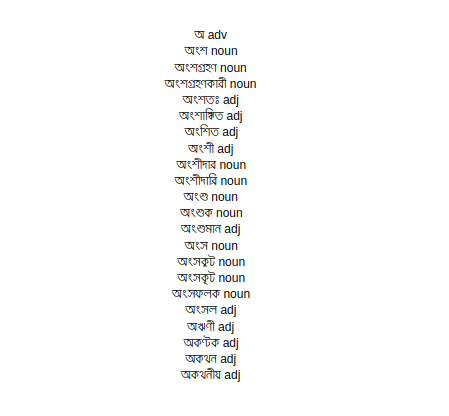 অ adv
অংশ noun
অংশগ্রহণ noun
অংশগ্রহণকারী noun
অংশতঃ adj
অংশাঙ্কিত adj
অংশিত adj
অংশী adj
অংশীদার noun
অংশীদারি noun
অংশু noun
অংশুক noun
অংশুমান adj
অংস noun
অংসকুট noun
অংসকূট noun
অংসফলক noun
অংসল adj
অঋণী adj
অকণ্টক adj
অকথন adj
অকথনীয় adj